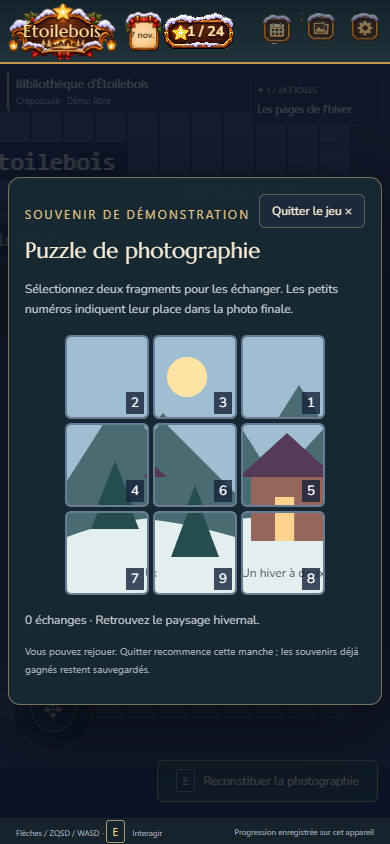 Étoilebois
7 nov.
1 / 24
Bibliothèque d'Étoilebois
Crépuscule · Démo libre
✦ 1 / 24 ÉTOILES
Les pages de l'hiver
toilebois
SOUVENIR DE DÉMONSTRATION
Quitter le jeu ×
Puzzle de photographie
Sélectionnez deux fragments pour les échanger. Les petits
numéros indiquent leur place dans la photo finale.
2
3
1
4
6
5
7
9
Un hiver à
8
0 échanges · Retrouvez le paysage hivernal.
Vous pouvez rejouer. Quitter recommence cette manche ; les souvenirs déjà
gagnés restent sauvegardés.
E
Reconstituer la photographie
Flèches / ZQSD / WASD · E Interagir
Progression enregistrée sur cet appareil